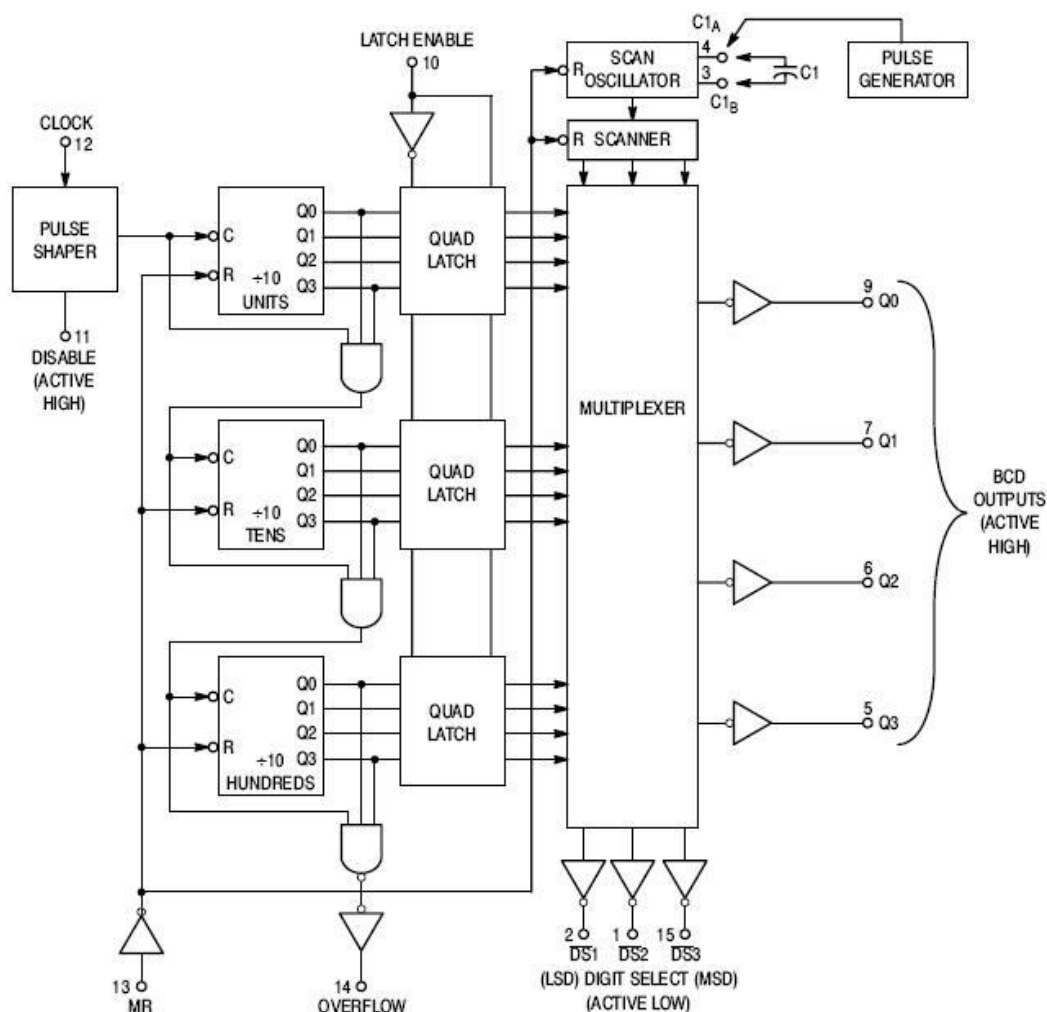 LATCH ENABLE
10
C1A
4
SCAN
OSCILLATOR
R
3
C1B
C1
PULSE
GENERATOR
CLOCK
12
R SCANNER
PULSE
SHAPER
C
R
÷10
UNITS
Q0
Q1
Q2
Q3
QUAD
LATCH
11
DISABLE
(ACTIVE
HIGH)
9 Q0
MULTIPLEXER
C
R
÷10
TENS
Q0
Q1
Q2
Q3
QUAD
LATCH
7 Q1
BCD
OUTPUTS
(ACTIVE
HIGH)
6 Q2
C
R
÷10
HUNDREDS
Q0
Q1
Q2
Q3
QUAD
LATCH
5 Q3
13
MR
14
OVERFLOW
2 1 15
DS1 DS2 DS3
(LSD) DIGIT SELECT (MSD)
(ACTIVE LOW)